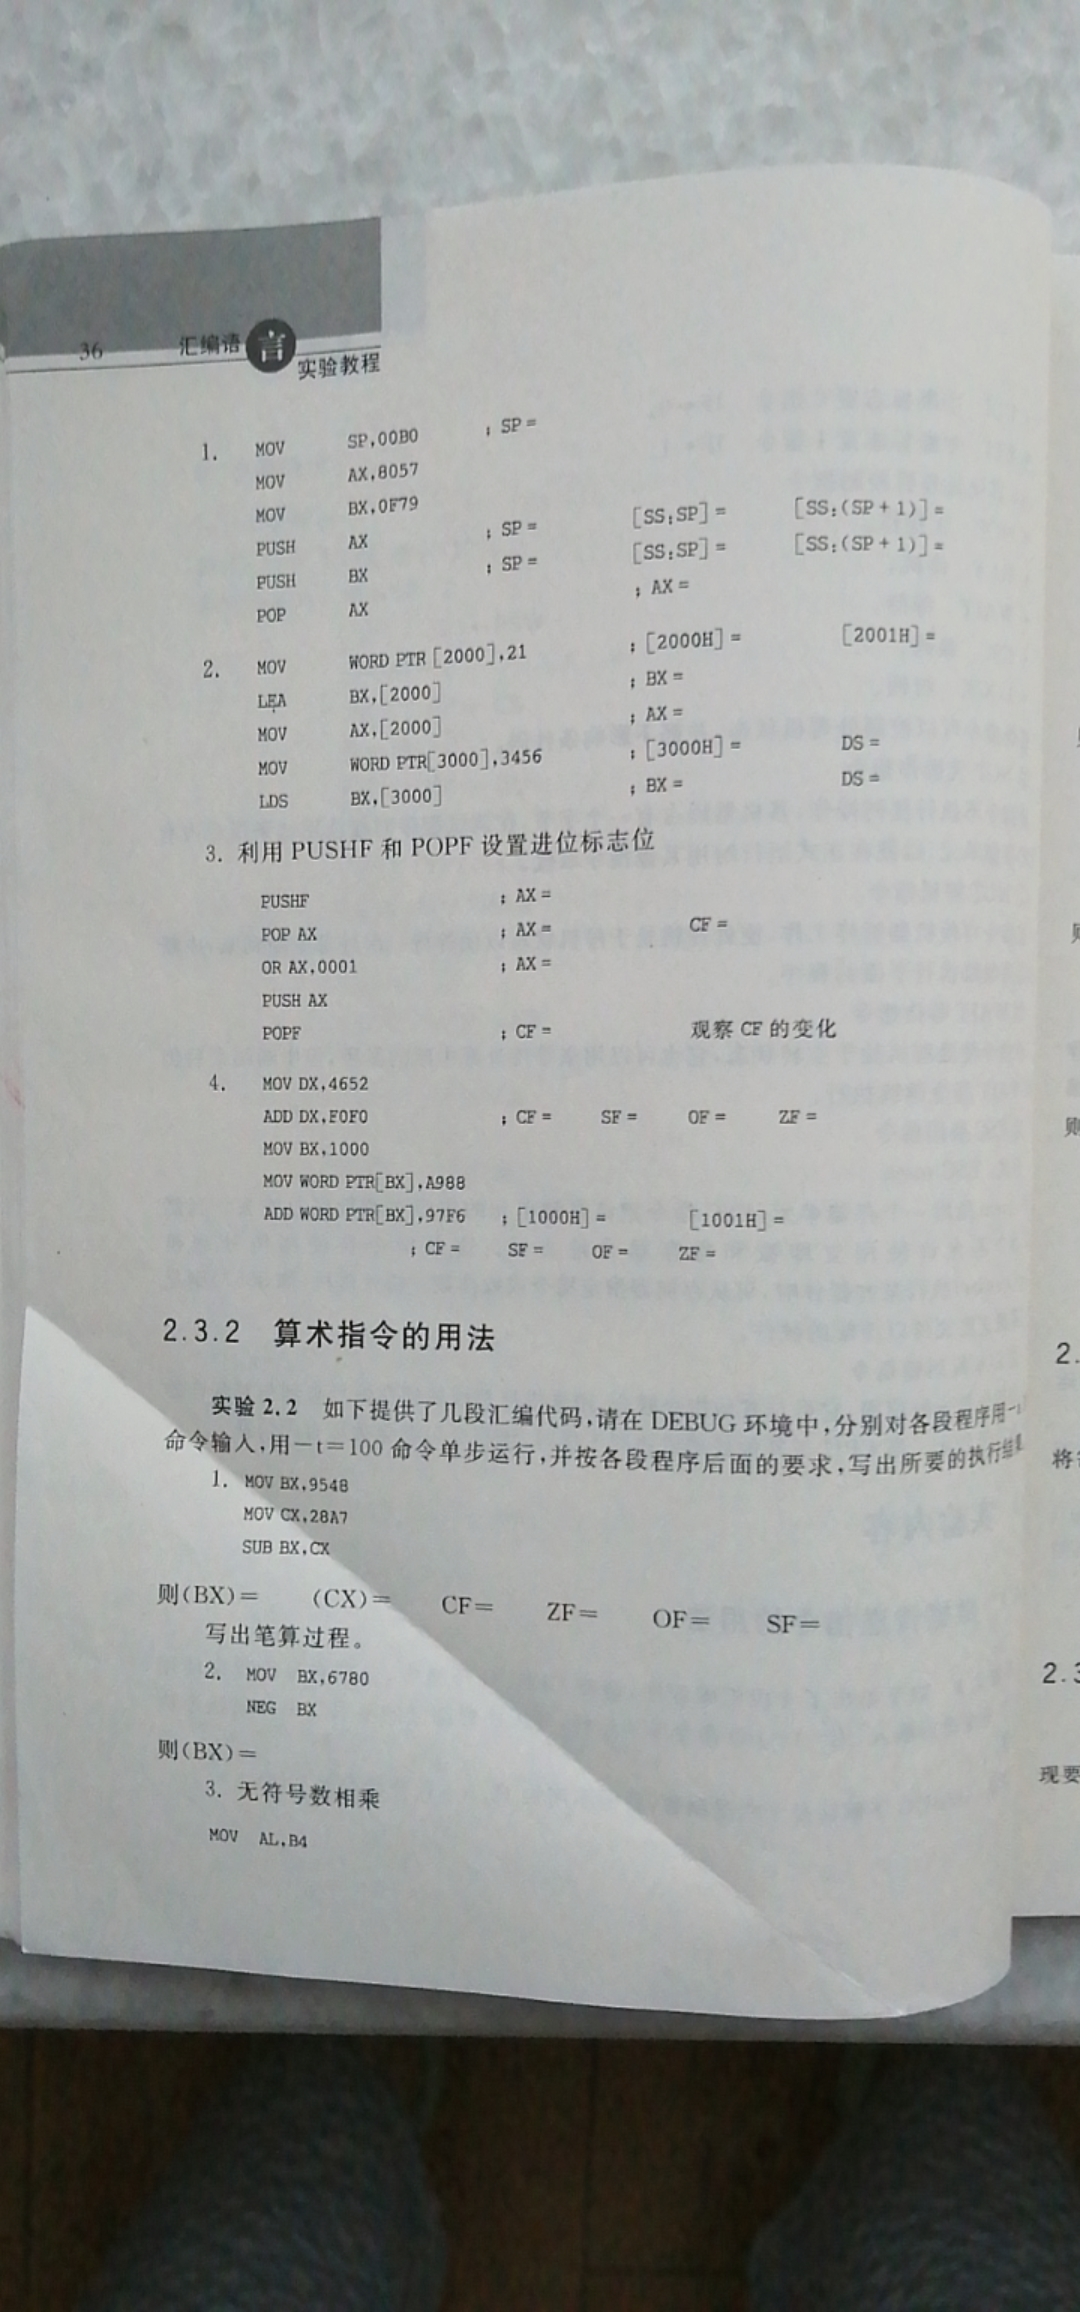 36 汇编语言实验教程
1. MOV SP,00B0 ; SP =
MOV AX,8057
MOV BX,0F79
PUSH AX ; SP = [SS:SP] = [SS:(SP+1)] =
PUSH BX ; SP = [SS:SP] = [SS:(SP+1)] =
POP AX ; AX =
2. MOV WORD PTR [2000],21 ; [2000H] = [2001H] =
LEA BX,[2000] ; BX =
MOV AX,[2000] ; AX =
MOV WORD PTR[3000],3456 ; [3000H] = DS =
LDS BX,[3000] ; BX = DS =
3. 利用 PUSHF 和 POPF 设置进位标志位
PUSHF ; AX =
POP AX ; AX = CF =
OR AX,0001 ; AX =
PUSH AX
POPF ; CF = 观察 CF 的变化
4. MOV DX,4652
ADD DX,F0F0 ; CF = SF = OF = ZF =
MOV BX,1000
MOV WORD PTR[BX],A988
ADD WORD PTR[BX],97F6 ; [1000H] = [1001H] =
; CF = SF = OF = ZF =
2.3.2 算术指令的用法
实验 2.2 如下提供了几段汇编代码,请在 DEBUG 环境中,分别对各段程序用
命令输入,用-t=100 命令单步运行,并按各段程序后面的要求,写出所要的执行结果
1. MOV BX,9548
MOV CX,28A7
SUB BX,CX
则(BX)= (CX)= CF= ZF= OF= SF=
写出笔算过程。
2. MOV BX,6780
NEG BX
则(BX)=
3. 无符号数相乘
MOV AL,B4
则
则
2.
将
2.3
现要